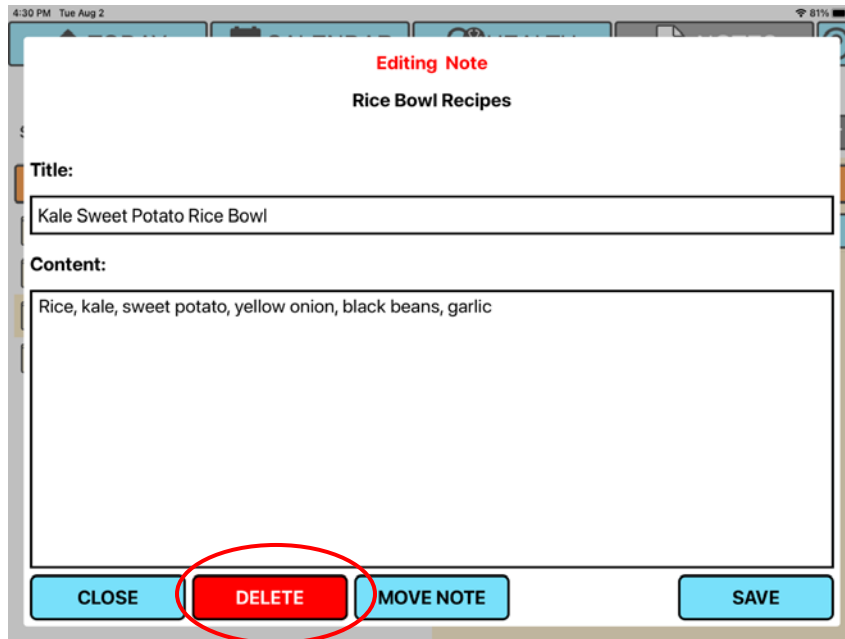 4:30 PM Tue Aug 2 81%
Editing Note
Rice Bowl Recipes
Title:
Kale Sweet Potato Rice Bowl
Content:
Rice, kale, sweet potato, yellow onion, black beans, garlic
CLOSE DELETE MOVE NOTE SAVE